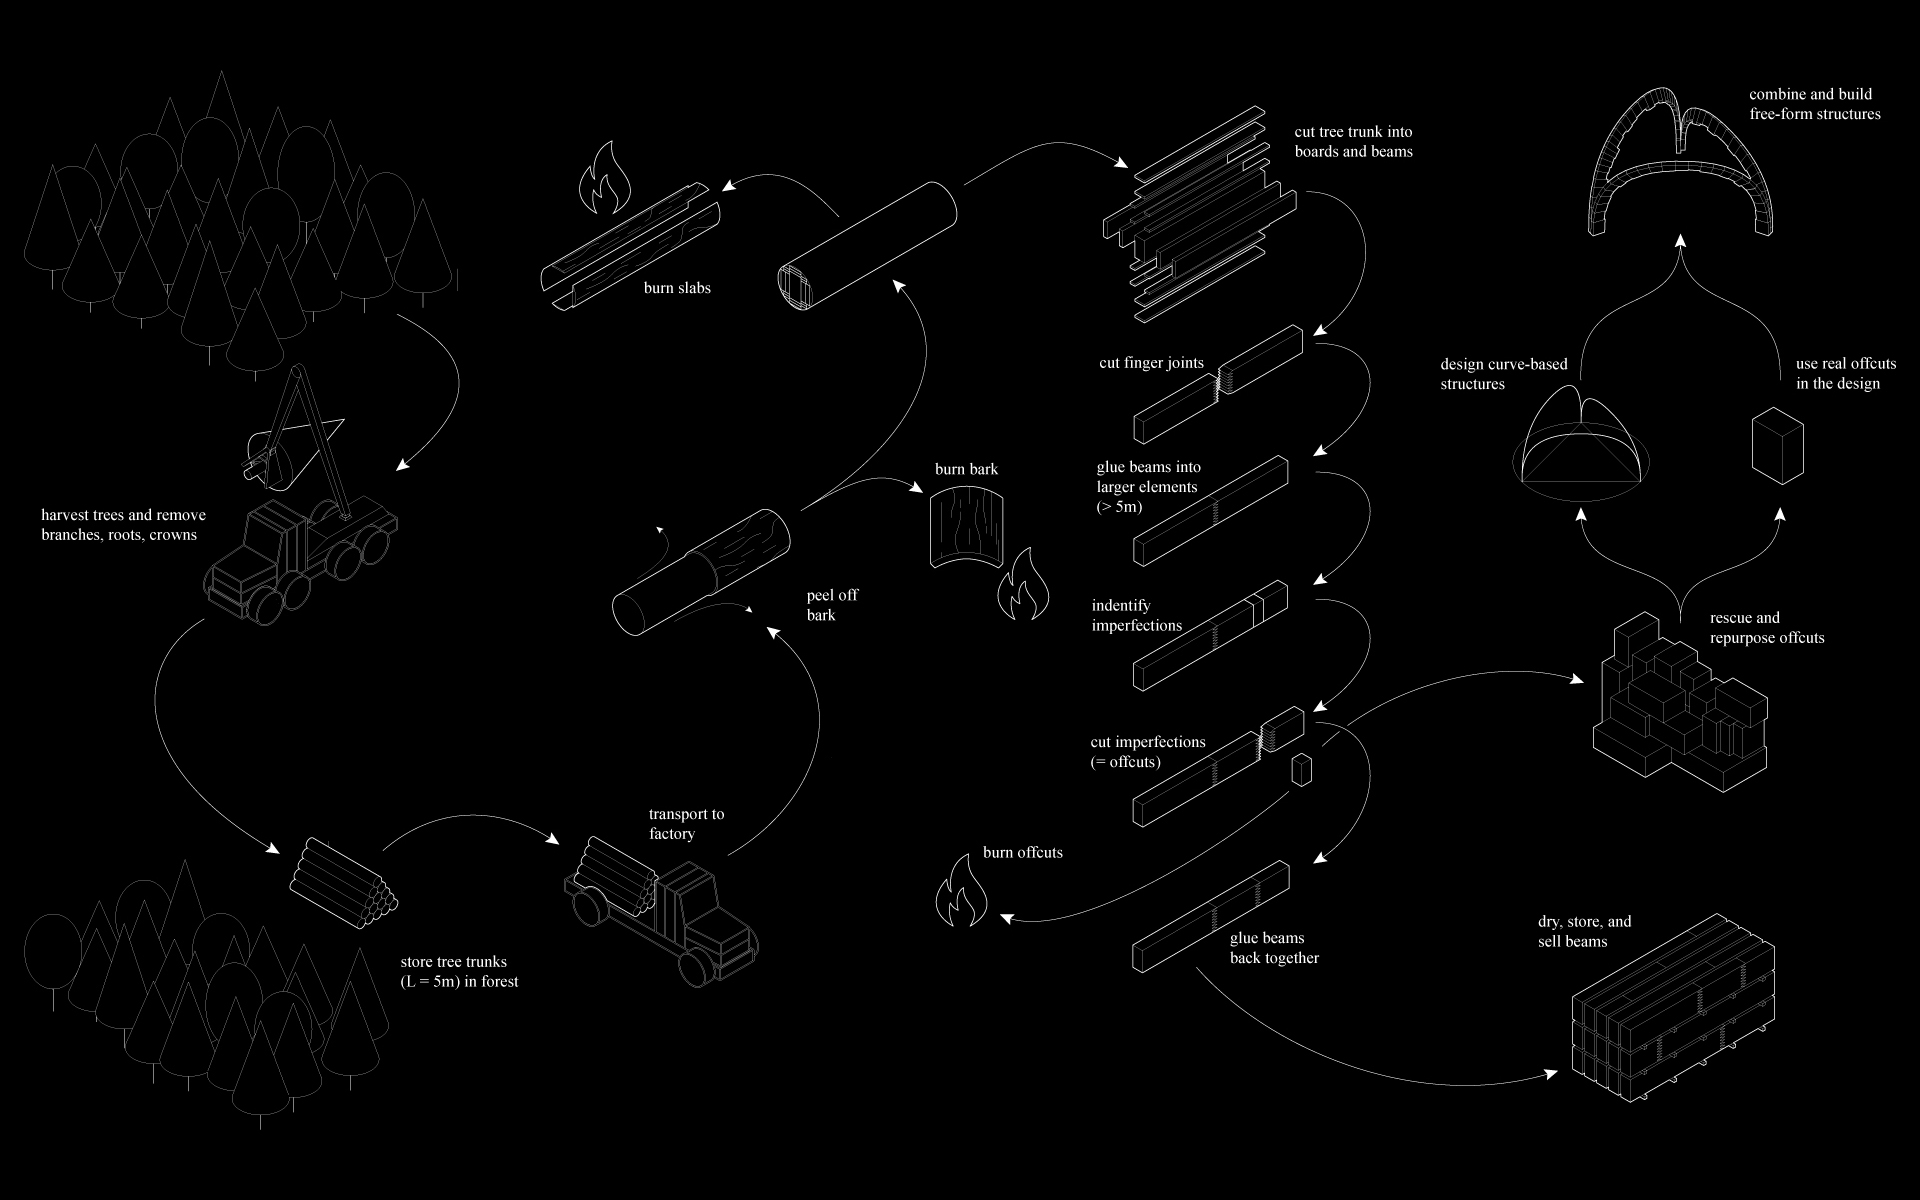 harvest trees and remove
branches, roots, crowns
store tree trunks
(L = 5m) in forest
transport to
factory
peel off
bark
burn bark
burn slabs
cut tree trunk into
boards and beams
cut finger joints
glue beams into
larger elements
(> 5m)
indentify
imperfections
cut imperfections
(= offcuts)
burn offcuts
glue beams
back together
dry, store, and
sell beams
rescue and
repurpose offcuts
design curve-based
structures
use real offcuts
in the design
combine and build
free-form structures